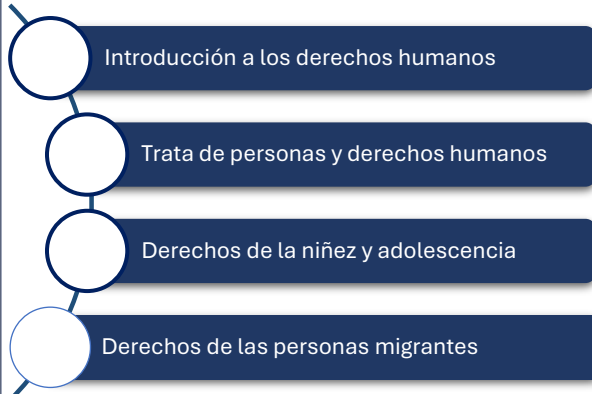 Introducción a los derechos humanos
Trata de personas y derechos humanos
Derechos de la niñez y adolescencia
Derechos de las personas migrantes